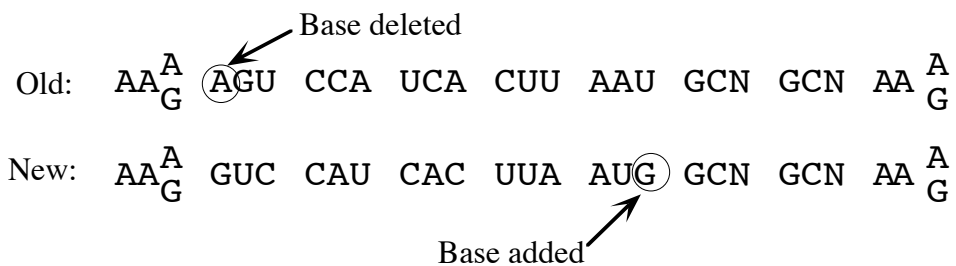 Base deleted
Old: AA A/G AGU CCA UCA CUU AAU GCN GCN AA A/G
New: AA A/G GUC CAU CAC UUA AUG GCN GCN AA A/G
Base added